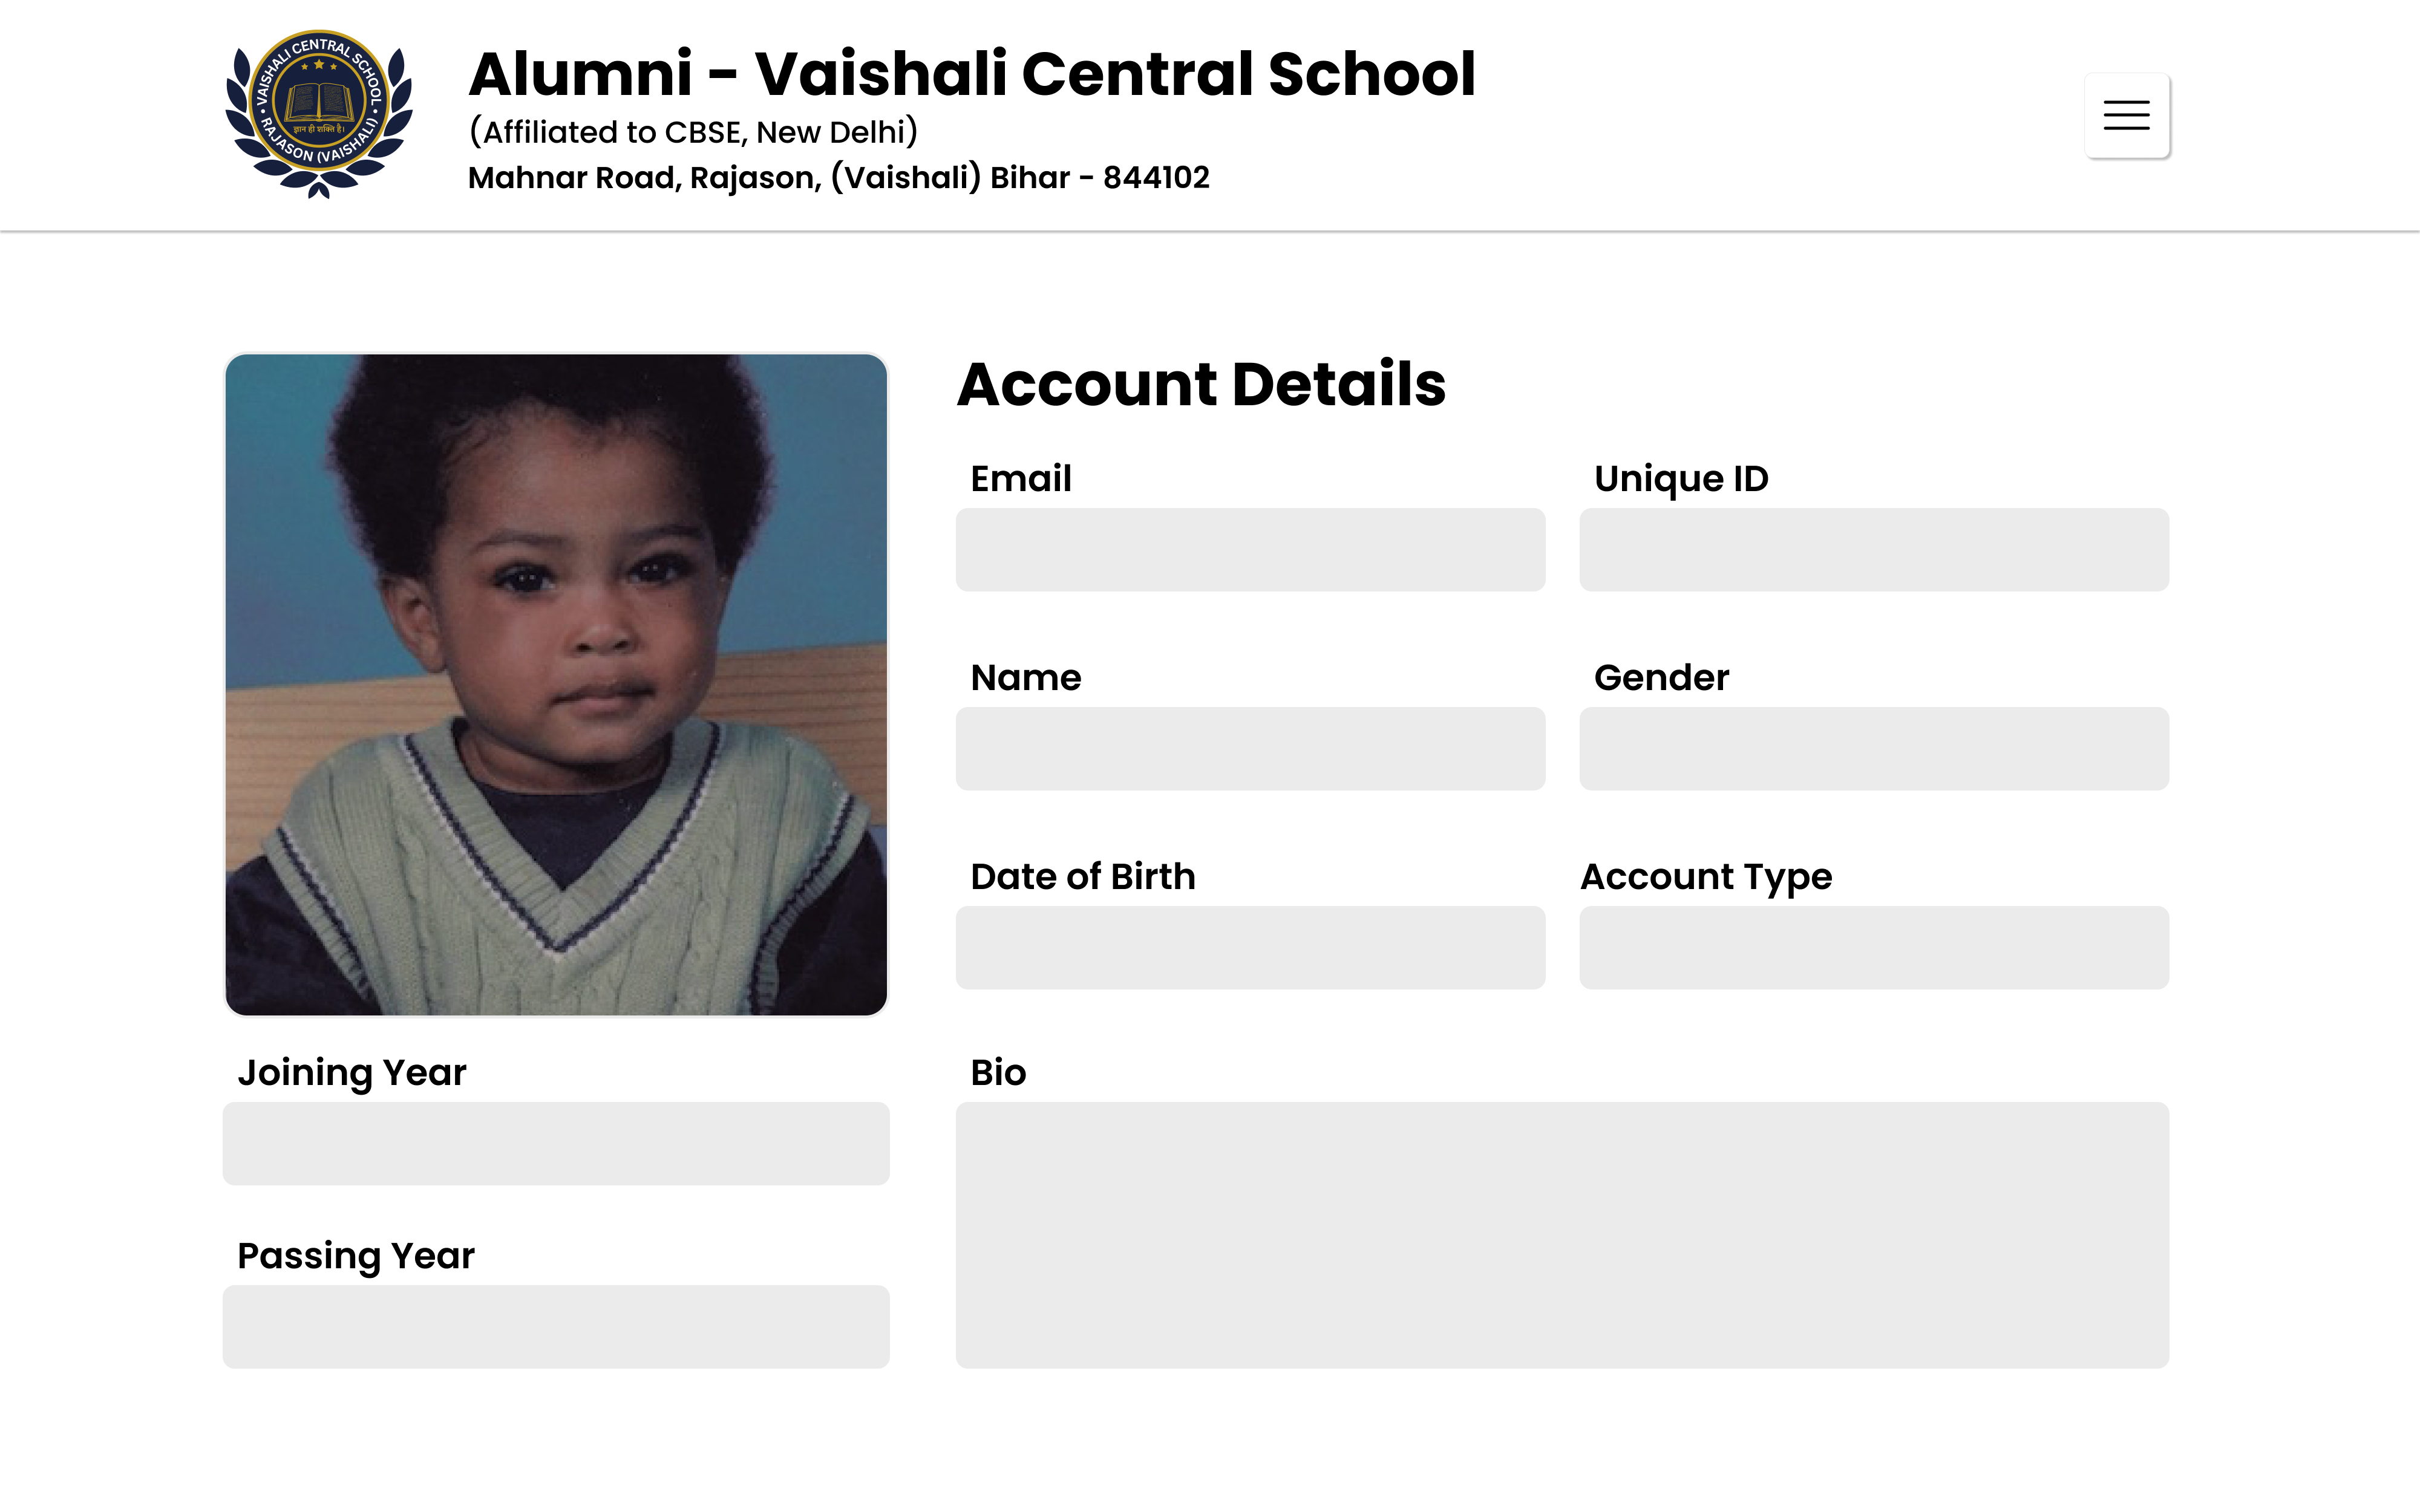 VAISHALI CENTRAL SCHOOL
ज्ञान ही शक्ति है।
RAJASON (VAISHALI)
Alumni - Vaishali Central School
(Affiliated to CBSE, New Delhi)
Mahnar Road, Rajason, (Vaishali) Bihar - 844102
Account Details
Email
Unique ID
Name
Gender
Date of Birth
Account Type
Joining Year
Bio
Passing Year